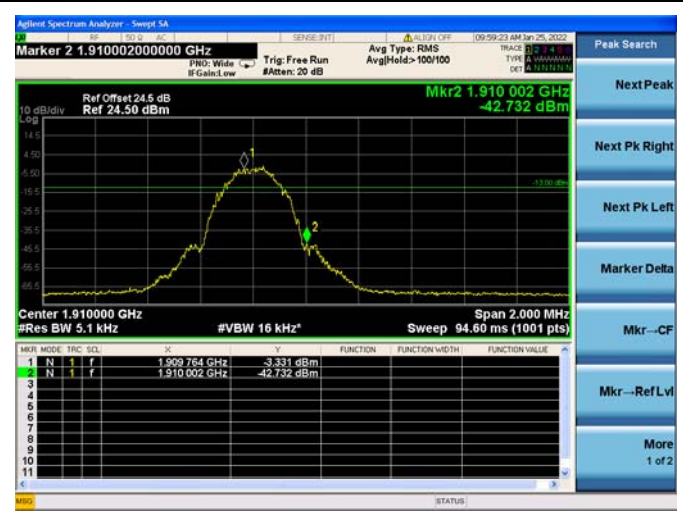 Agilent Spectrum Analyzer - Swept SA
RF 50 Ω AC SENSE:INT ALIGN OFF 09:59:23 AM Jan 25, 2022
Marker 2 1.910002000000 GHz Avg Type: RMS TRACE 1 2 3 4 5 6 Peak Search
PNO: Wide Trig: Free Run Avg|Hold:> 100/100 TYPE
IFGain:Low #Atten: 20 dB DET A N N N N N
Mkr2 1.910 002 GHz
Ref Offset 24.5 dB
10 dB/div Ref 24.50 dBm -42.732 dBm
Log
14.5
4.50
-5.50
-13.00 dBm
-15.5
-25.5
-35.5
-45.5
-55.5
-65.5
1
2
Center 1.910000 GHz Span 2.000 MHz
#Res BW 5.1 kHz #VBW 16 kHz* Sweep 94.60 ms (1001 pts)
MKR MODE TRC SCL X Y FUNCTION FUNCTION WIDTH FUNCTION VALUE
1 N 1 f 1.909 764 GHz -3.331 dBm
2 N 1 f 1.910 002 GHz -42.732 dBm
3
4
5
6
7
8
9
10
11
MSG STATUS
Next Peak
Next Pk Right
Next Pk Left
Marker Delta
Mkr→CF
Mkr→Ref Lvl
More
1 of 2